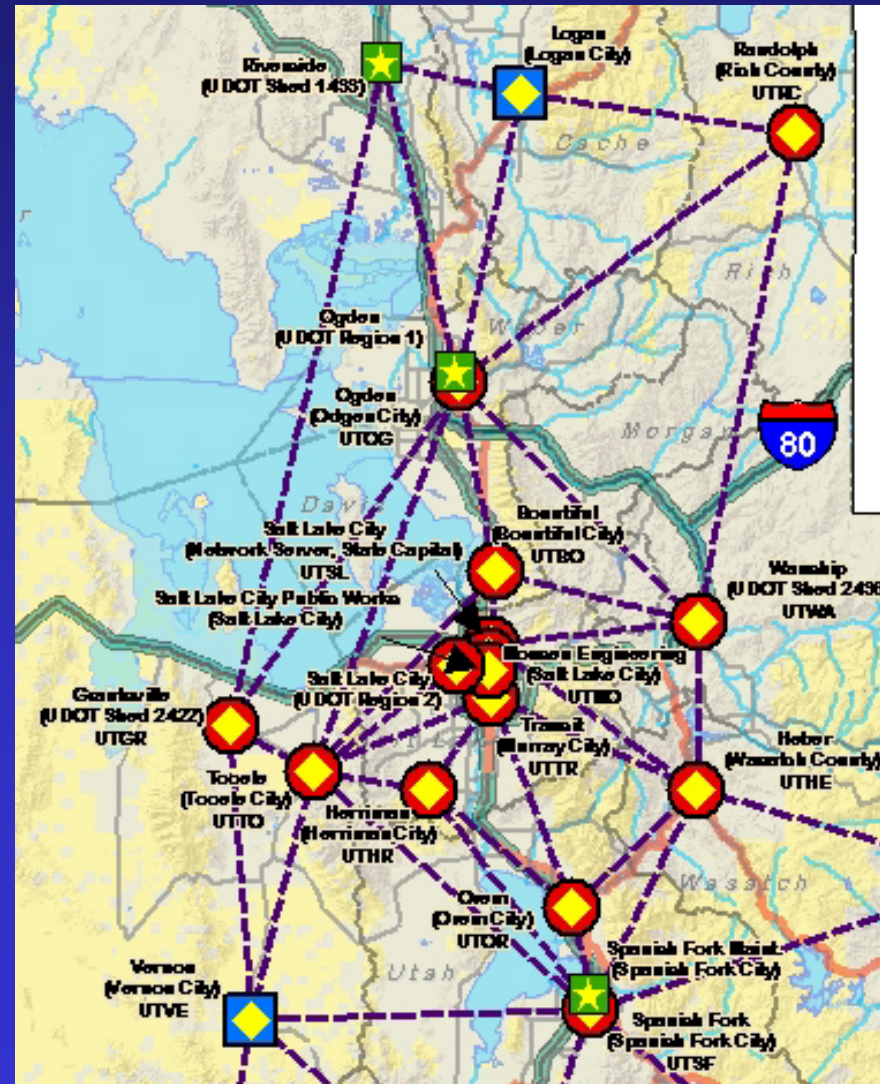 Logan
(Logan City)
Riverside
(UDOT Shed 1433)
Randolph
(Rich County)
UTRC
Cache
Rich
Ogden
(UDOT Region 1)
Weber
Ogden
(Odgen City)
UTOG
Morgan
80
Davis
Bountiful
(Bountiful City)
UTBO
Salt Lake City
(Network Server, State Capital)
UTSL
Wanship
(UDOT Shed 2436
UTWA
Salt Lake City Public Works
(Salt Lake City)
Engineering
(Salt Lake City)
Salt Lake City
(UDOT Region 2)
Grantsville
(UDOT Shed 2422)
UTGR
Transit
(Murray City)
UTTR
Heber
(Wasatch County)
UTHE
Tooele
(Tooele City)
UTTO
Herriman
(Herriman City)
UTHR
Wasatch
Orem
(Orem City)
UTOR
Spanish Fork Maint.
(Spanish Fork City)
Vernon
(Vernon City)
UTVE
Utah
Spanish Fork
(Spanish Fork City)
UTSF